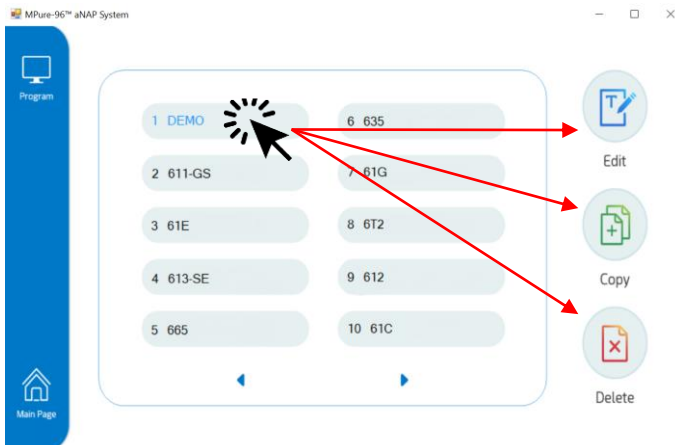 MPure-96™ aNAP System
Program
1 DEMO
2 611-GS
3 61E
4 613-SE
5 665
6 635
7 61G
8 6T2
9 612
10 61C
T
Edit
Copy
Delete
Main Page